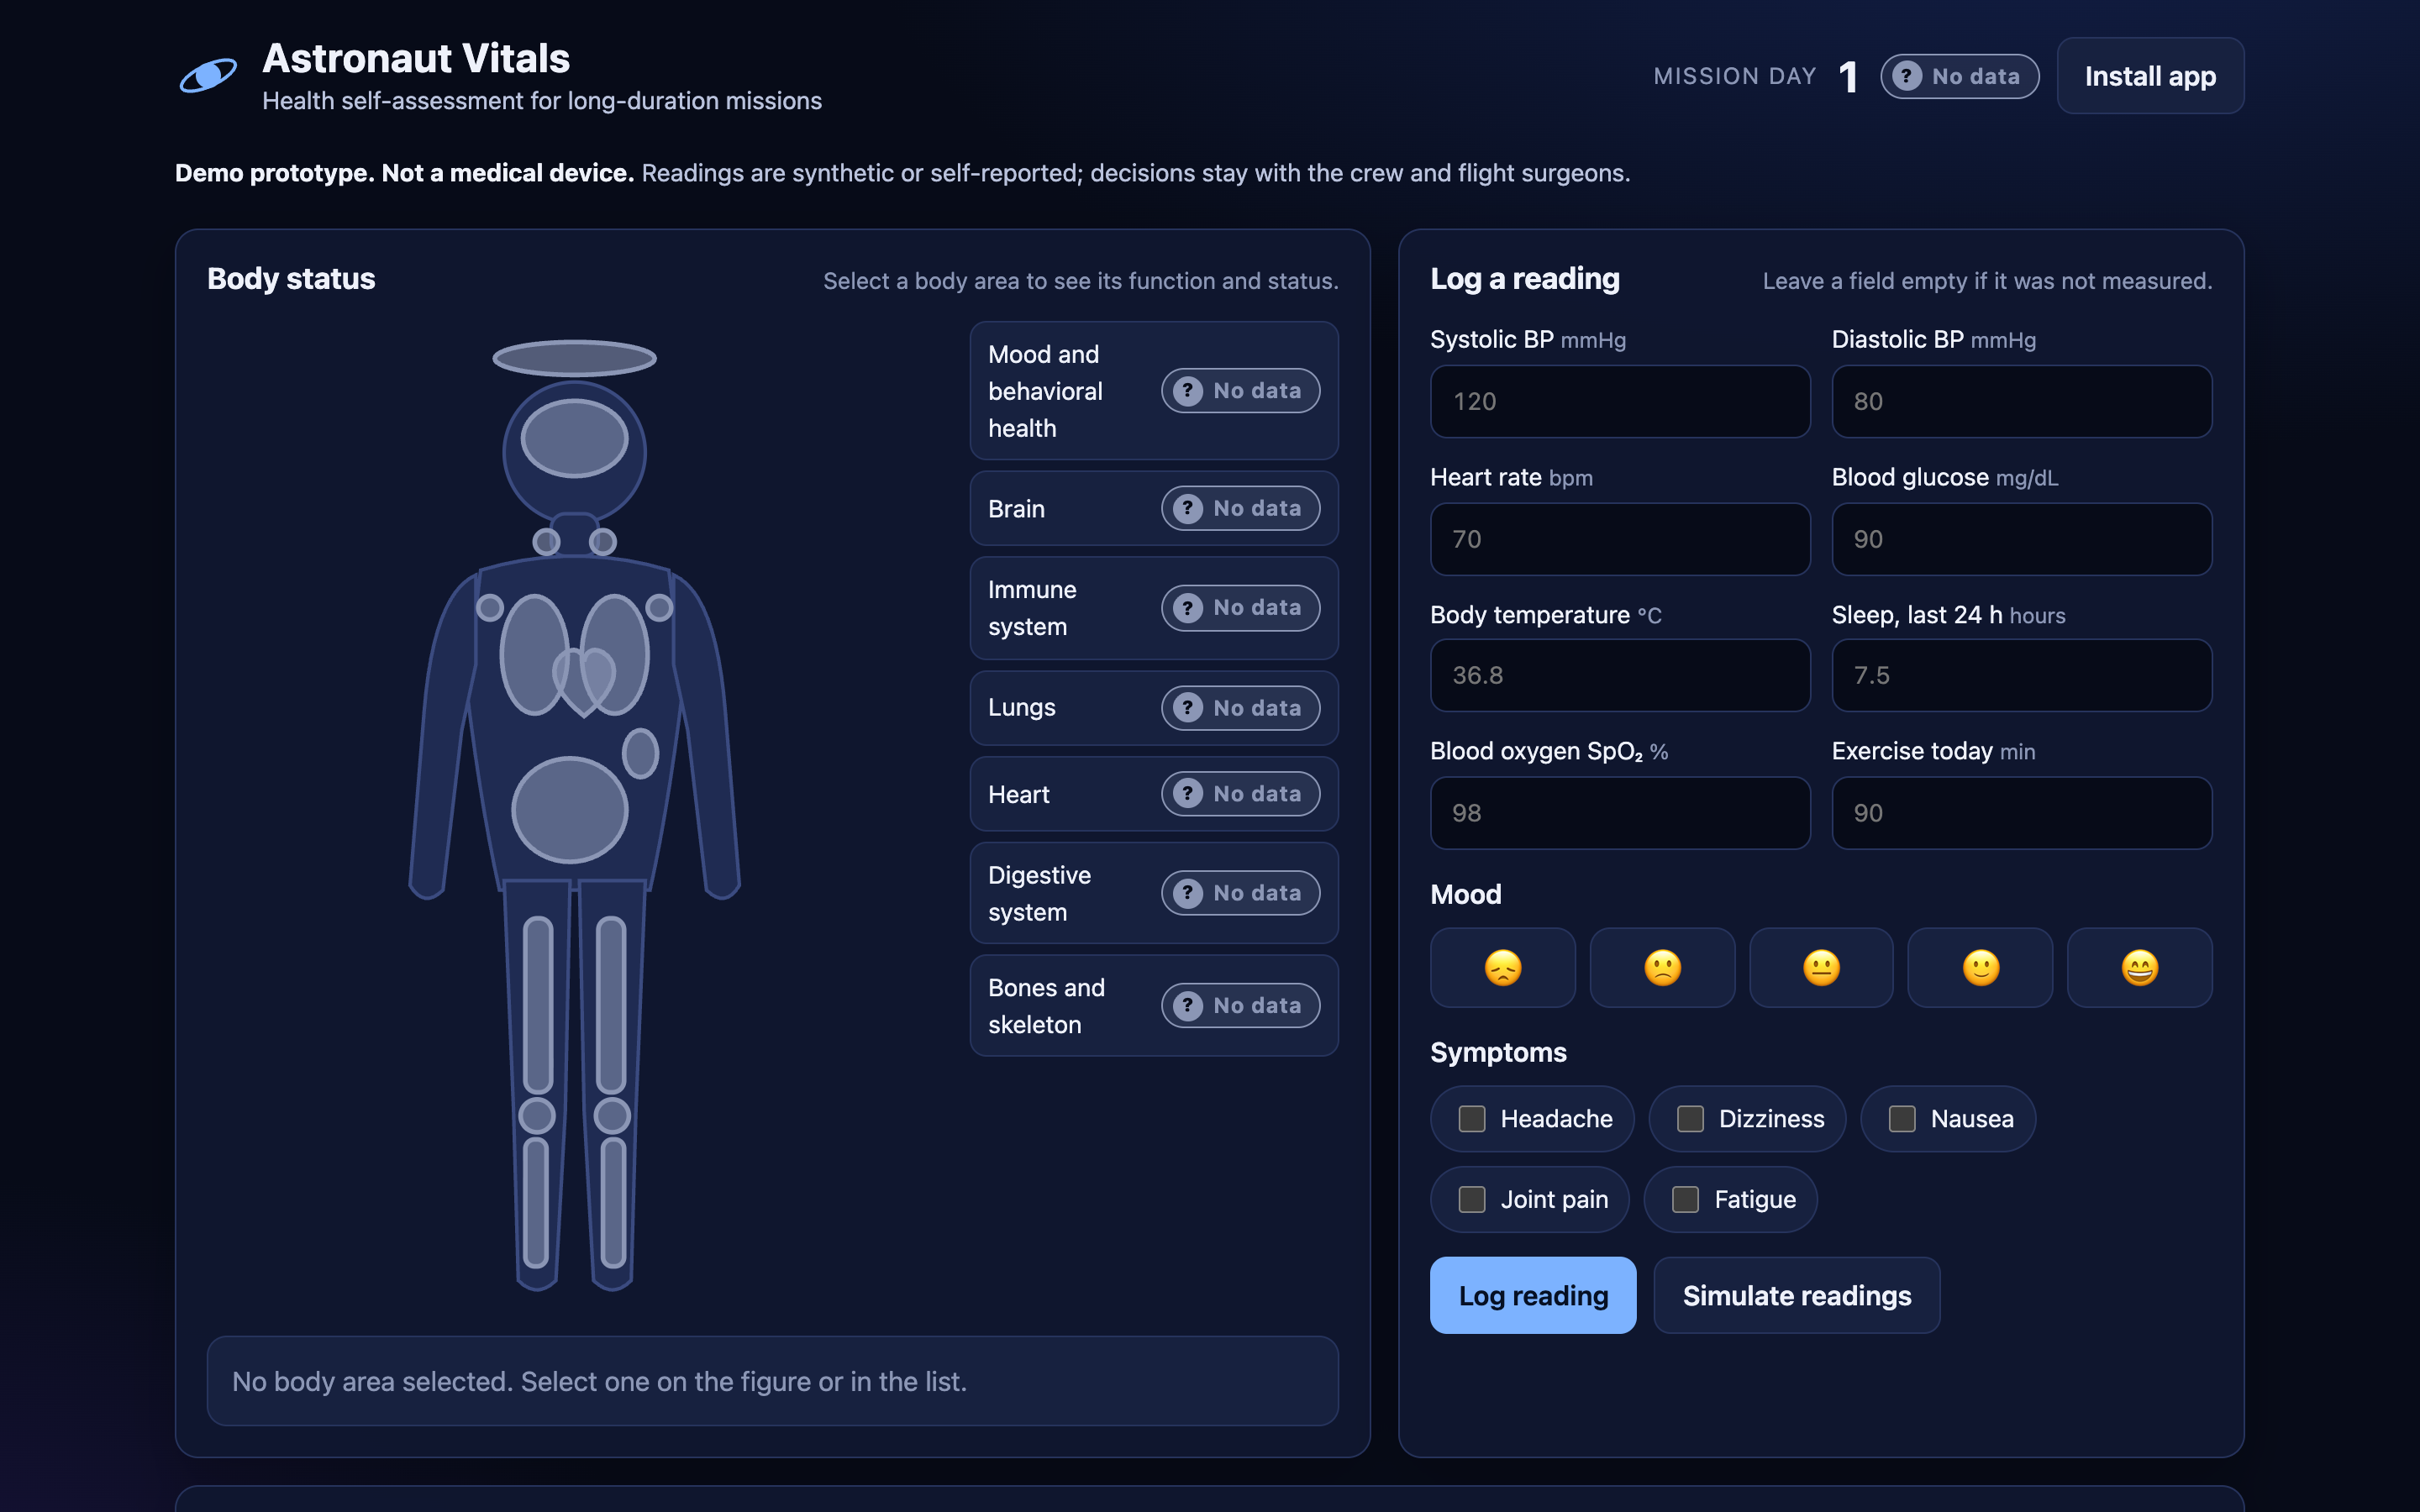 Astronaut Vitals
Health self-assessment for long-duration missions
MISSION DAY 1
? No data
Install app
Demo prototype. Not a medical device. Readings are synthetic or self-reported; decisions stay with the crew and flight surgeons.
Body status
Select a body area to see its function and status.
Mood and
behavioral
health
? No data
Brain
? No data
Immune
system
? No data
Lungs
? No data
Heart
? No data
Digestive
system
? No data
Bones and
skeleton
? No data
No body area selected. Select one on the figure or in the list.
Log a reading
Leave a field empty if it was not measured.
Systolic BP mmHg
120
Diastolic BP mmHg
80
Heart rate bpm
70
Blood glucose mg/dL
90
Body temperature °C
36.8
Sleep, last 24 h hours
7.5
Blood oxygen SpO₂ %
98
Exercise today min
90
Mood
Symptoms
Headache
Dizziness
Nausea
Joint pain
Fatigue
Log reading
Simulate readings